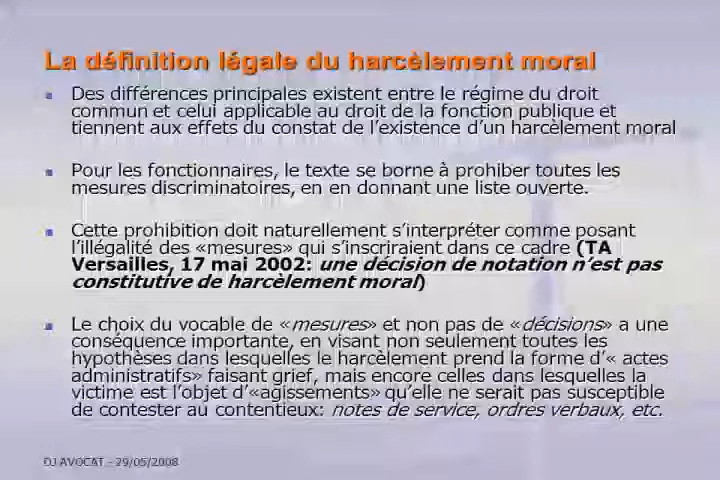 La définition légale du harcèlement moral
Des différences principales existent entre le régime du droit
commun et celui applicable au droit de la fonction publique et
tiennent aux effets du constat de l'existence d'un harcèlement moral
Pour les fonctionnaires, le texte se borne à prohiber toutes les
mesures discriminatoires, en en donnant une liste ouverte.
Cette prohibition doit naturellement s'interpréter comme posant
l'illégalité des «mesures» qui s'inscriraient dans ce cadre (TA
Versailles, 17 mai 2002: une décision de notation n'est pas
constitutive de harcèlement moral)
Le choix du vocable de «mesures» et non pas de «décisions» a une
conséquence importante, en visant non seulement toutes les
hypothèses dans lesquelles le harcèlement prend la forme d'« actes
administratifs» faisant grief, mais encore celles dans lesquelles la
victime est l'objet d'«agissements» qu'elle ne serait pas susceptible
de contester au contentieux: notes de service, ordres verbaux, etc.
DJ AVOCAT - 29/05/2008